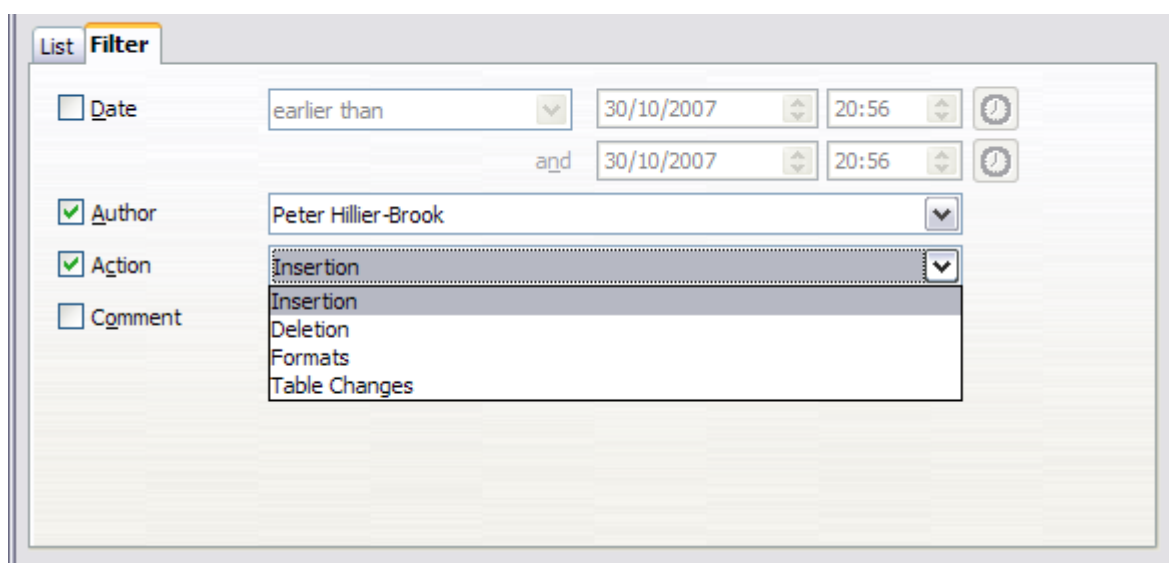 List Filter
Date earlier than 30/10/2007 20:56
and 30/10/2007 20:56
Author Peter Hillier-Brook
Action Insertion
Insertion
Comment
Deletion
Formats
Table Changes